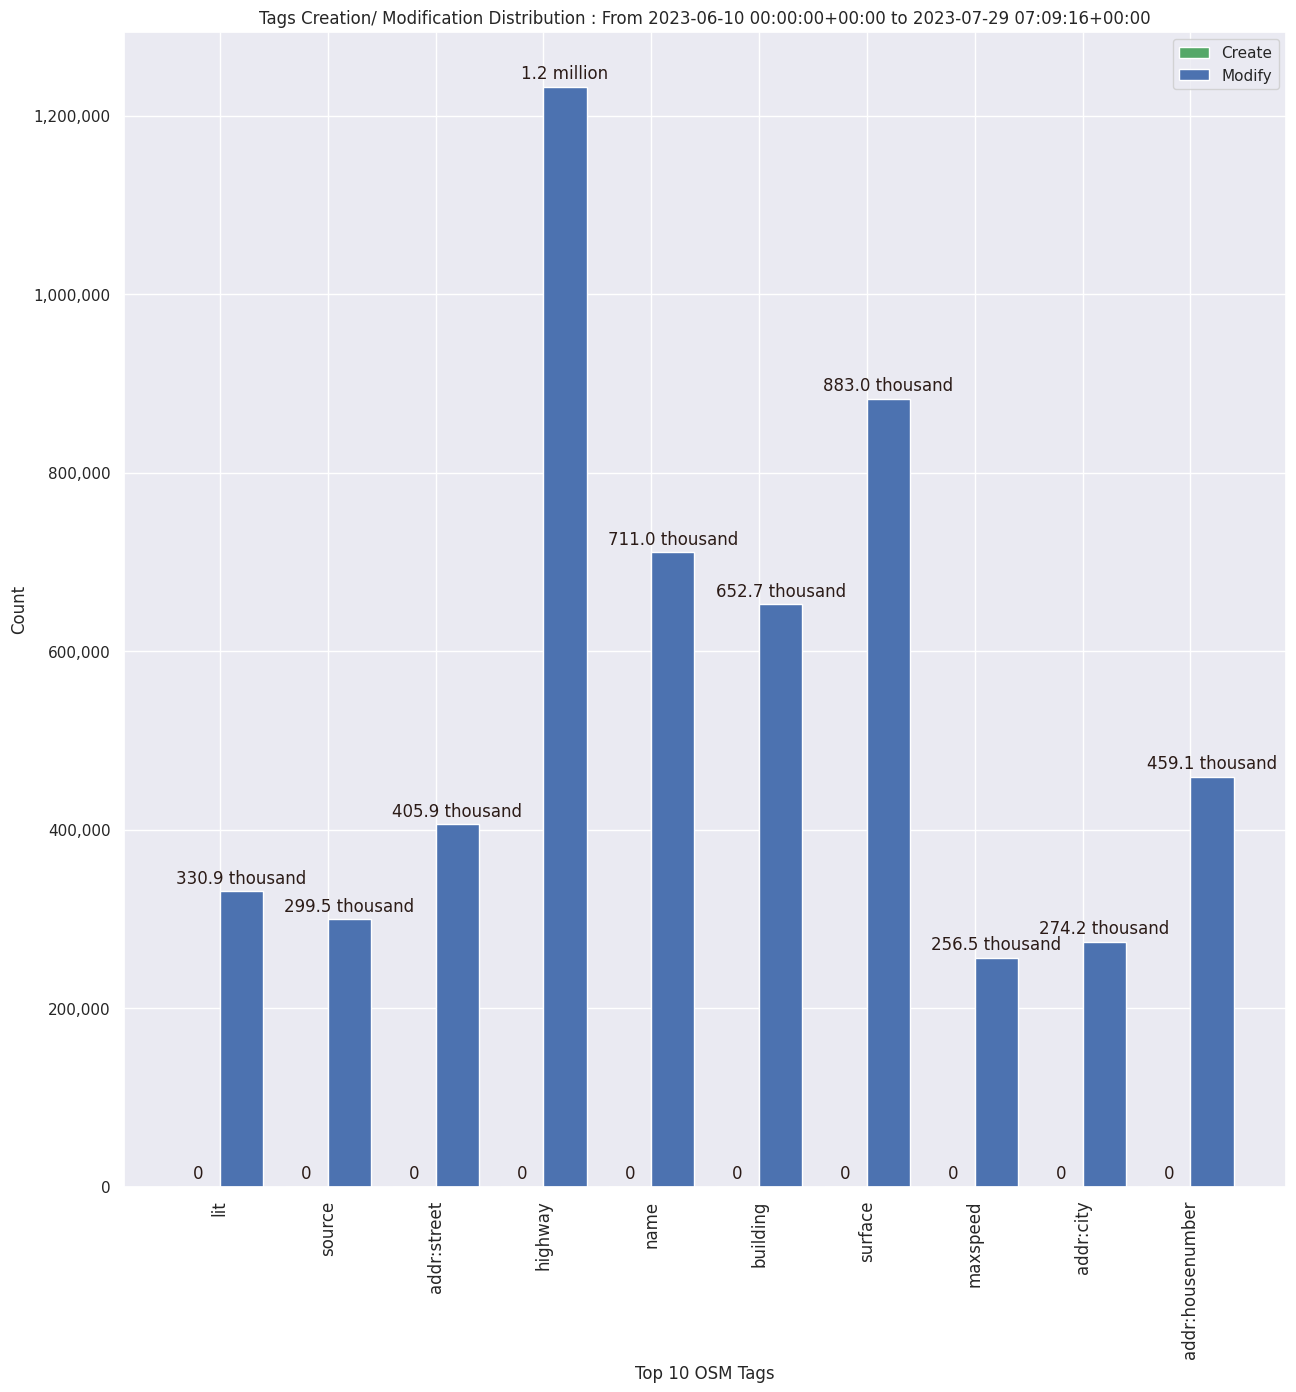 Tags Creation/ Modification Distribution : From 2023-06-10 00:00:00+00:00 to 2023-07-29 07:09:16+00:00
Create
Modify
1.2 million
1,200,000
1,000,000
883.0 thousand
800,000
711.0 thousand
652.7 thousand
Count
600,000
459.1 thousand
405.9 thousand
400,000
330.9 thousand
299.5 thousand
274.2 thousand
256.5 thousand
200,000
0 0 0 0 0 0 0 0 0 0
0
lit
source
addr:street
highway
name
building
surface
maxspeed
addr:city
addr:housenumber
Top 10 OSM Tags